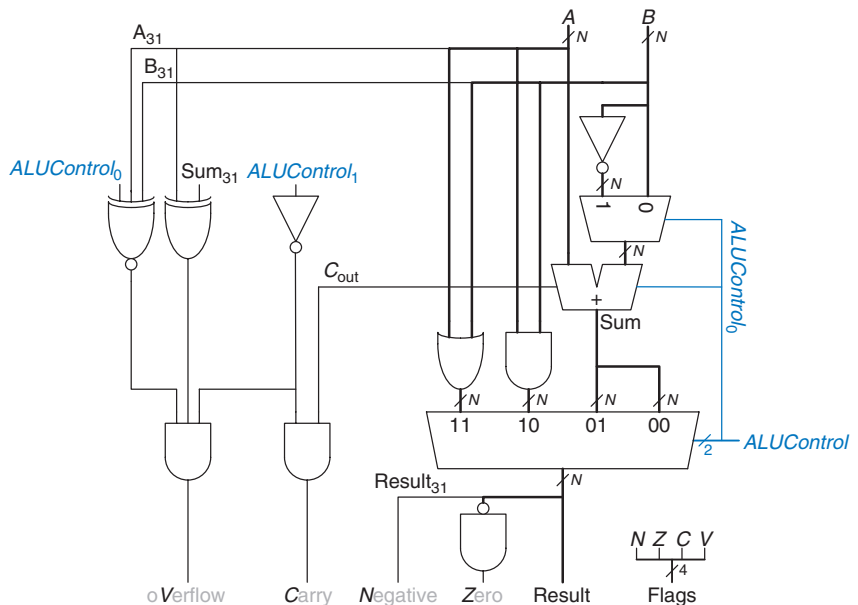 A B
N N
A31
B31
ALUControl0 Sum31 ALUControl1
N
1 0
ALUControl0
N
Cout
+
Sum
N N N N
11 10 01 00
2 ALUControl
Result31 N
N Z C V
4
oVerflow Carry Negative Zero Result Flags